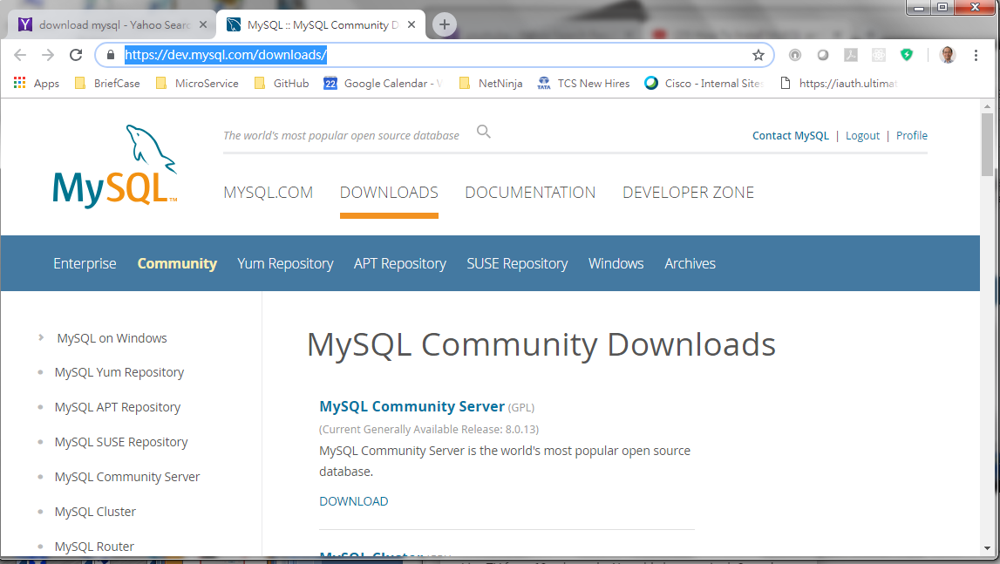 download mysql - Yahoo Searc
MySQL :: MySQL Community D
https://dev.mysql.com/downloads/
Apps
BriefCase
MicroService
GitHub
22
Google Calendar -
NetNinja
TATA
TCS New Hires
Cisco - Internal Sites
https://iauth.ultimat
The world's most popular open source database
Contact MySQL | Logout | Profile
MySQL™
MYSQL.COM DOWNLOADS DOCUMENTATION DEVELOPER ZONE
Enterprise Community Yum Repository APT Repository SUSE Repository Windows Archives
MySQL on Windows
MySQL Yum Repository
MySQL APT Repository
MySQL SUSE Repository
MySQL Community Server
MySQL Cluster
MySQL Router
MySQL Community Downloads
MySQL Community Server (GPL)
(Current Generally Available Release: 8.0.13)
MySQL Community Server is the world's most popular open source
database.
DOWNLOAD
MySQL Cluster